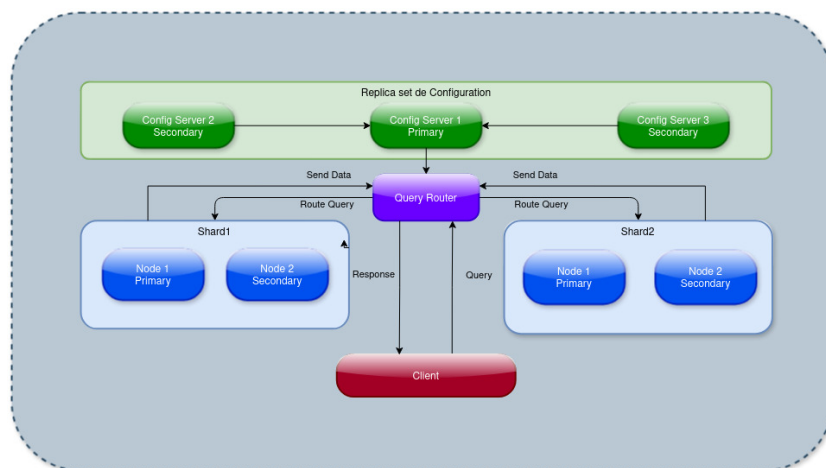 Replica set de Configuration
Config Server 2
Secondary
Config Server 1
Primary
Config Server 3
Secondary
Send Data
Send Data
Query Router
Route Query
Route Query
Shard1
Shard2
Node 1
Primary
Node 2
Secondary
Node 1
Primary
Node 2
Secondary
Response
Query
Client